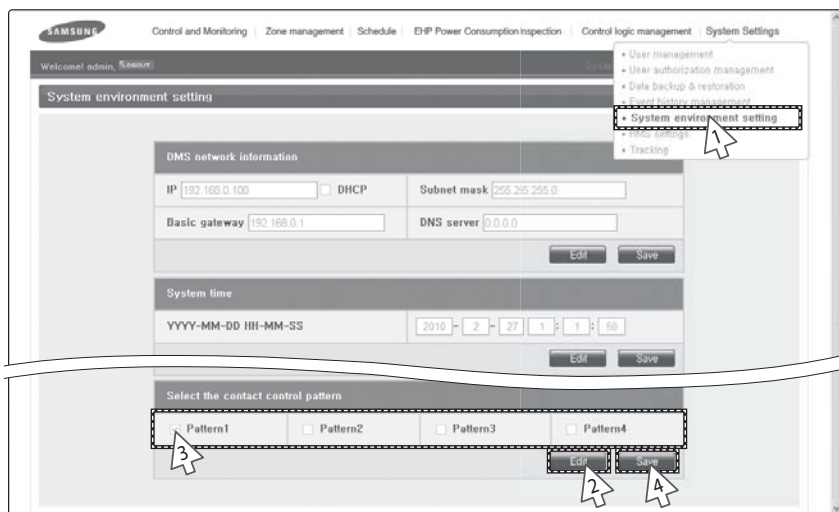 SAMSUNG Control and Monitoring Zone management Schedule EHP Power Consumption inspection Control logic management System Settings
Welcome! admin, Logout
• User management
• User authorization management
• Data backup & restoration
• Event history management
• System environment setting
• RMS settings
• Tracking
1
System environment setting
DMS network information
IP 192.168.0.100 DHCP Subnet mask 255.255.255.0
Basic gateway 192.168.0.1 DNS server 0.0.0.0
Edit Save
System time
YYYY-MM-DD HH-MM-SS 2010 - 2 - 27 1 : 1 : 50
Edit Save
Select the contact control pattern
Pattern1 Pattern2 Pattern3 Pattern4
3
Edit Save
2 4